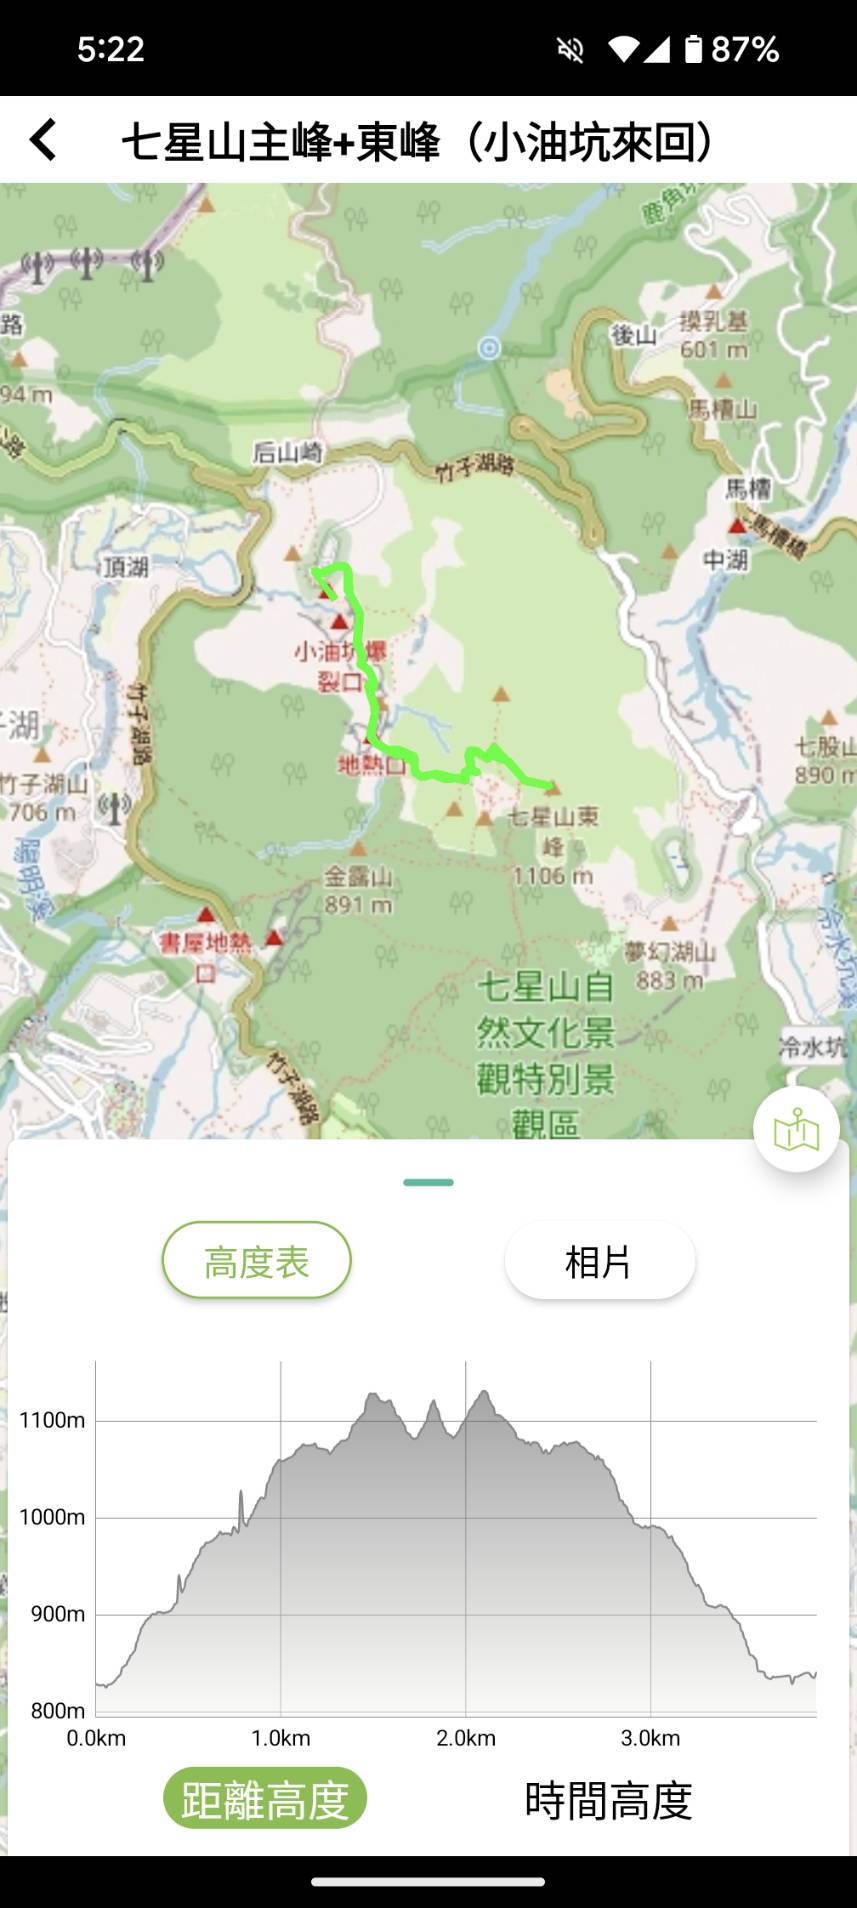 5:22
87%
七星山主峰+東峰（小油坑來回）
路
94 m
后山崎
竹子湖路
後山
摸乳基
601 m
馬槽山
馬槽
馬槽橋
中湖
頂湖
小油坑爆
裂口
地熱口
竹子湖路
竹子湖山
706 m
七股山
890 m
七星山東
峰
1106 m
金露山
891 m
陽明溪
書屋地熱
口
夢幻湖山
883 m
七星山自
然文化景
觀特別景
觀區
冷水坑溪
冷水坑
竹子湖路
高度表
相片
1100m
1000m
900m
800m
0.0km
1.0km
2.0km
3.0km
距離高度
時間高度